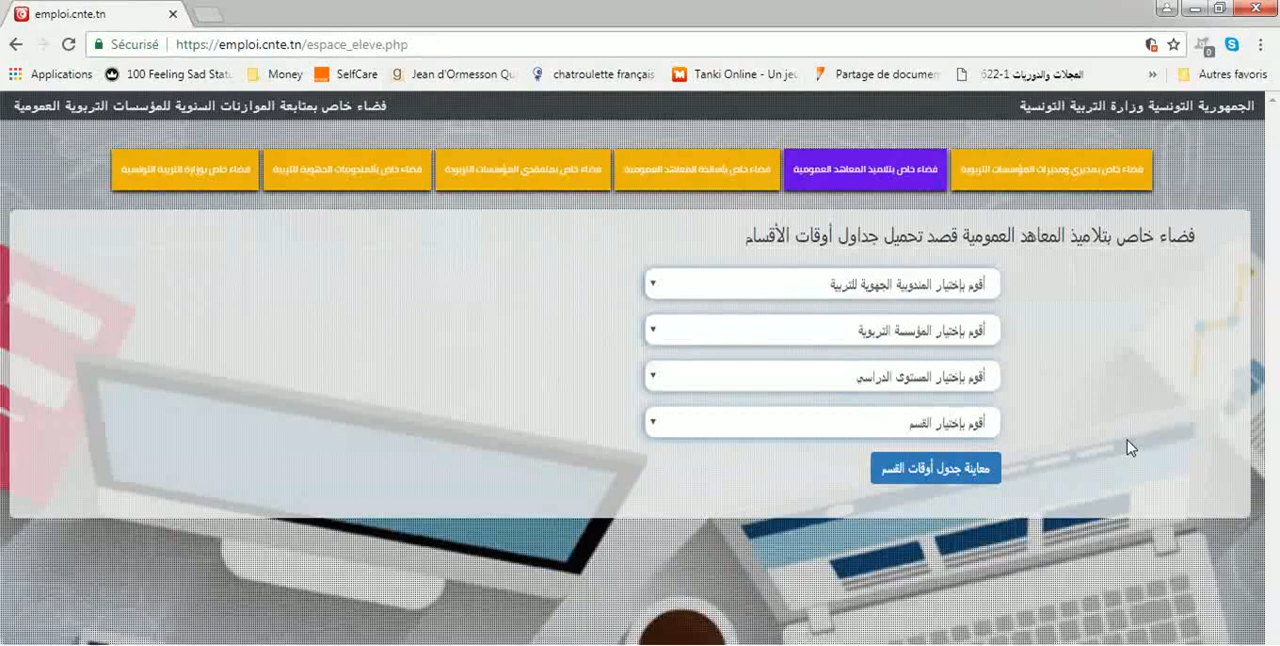 emploi.cnte.tn
Sécurisé https://emploi.cnte.tn/espace_eleve.php
0
Applications 100 Feeling Sad Statu Money SelfCare Jean d'Ormesson Qu chatroulette français Tanki Online - Un jeu Partage de documen المجلات والدوريات 1-622 » Autres favoris
الجمهورية التونسية وزارة التربية التونسية
فضاء خاص بمتابعة الموازنات السنوية للمؤسسات التربوية العمومية
فضاء خاص بمديري ومديرات المؤسسات التربوية
فضاء خاص بتلاميذ المعاهد العمومية
فضاء خاص بأساتذة المعاهد العمومية
فضاء خاص بمتفقدي المؤسسات التربوية
فضاء خاص بالمندوبيات الجهوية للتربية
فضاء خاص بوزارة التربية التونسية
فضاء خاص بتلاميذ المعاهد العمومية قصد تحميل جداول أوقات الأقسام
أقوم بإختيار المندوبية الجهوية للتربية
أقوم بإختيار المؤسسة التربوية
أقوم بإختيار المستوى الدراسي
أقوم بإختيار القسم
معاينة جدول أوقات القسم